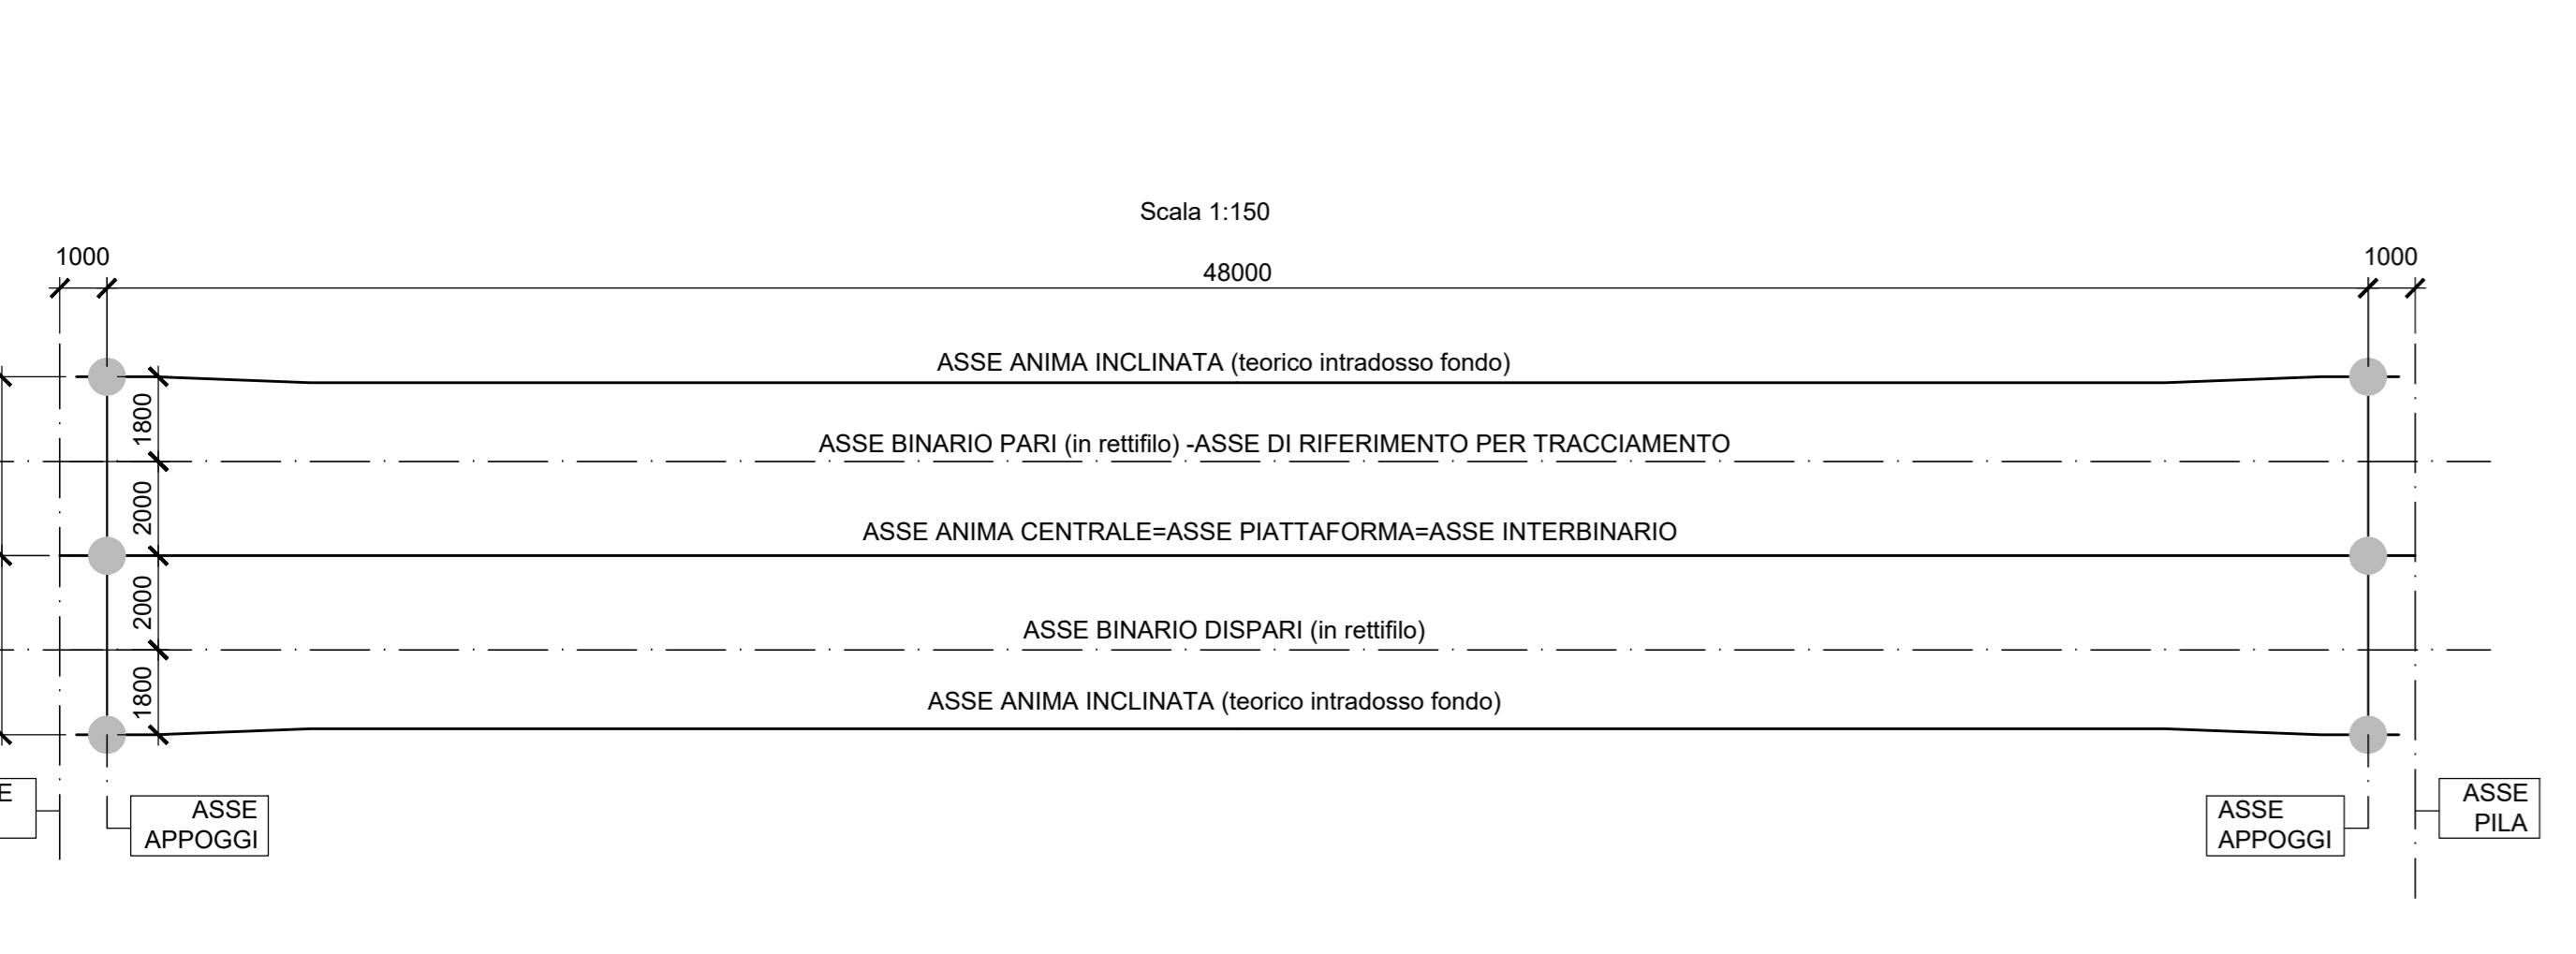 Scala 1:150
1000
48000
1000
ASSE ANIMA INCLINATA (teorico intradosso fondo)
1800
ASSE BINARIO PARI (in rettifilo) -ASSE DI RIFERIMENTO PER TRACCIAMENTO
2000
ASSE ANIMA CENTRALE=ASSE PIATTAFORMA=ASSE INTERBINARIO
2000
ASSE BINARIO DISPARI (in rettifilo)
1800
ASSE ANIMA INCLINATA (teorico intradosso fondo)
E
ASSE
APPOGGI
ASSE
APPOGGI
ASSE
PILA